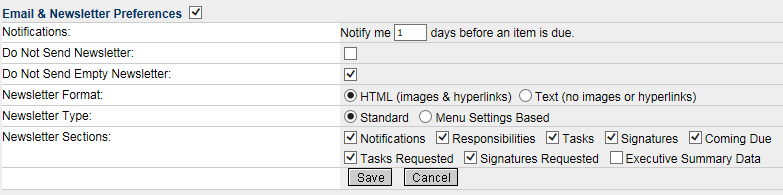 Email & Newsletter Preferences
Notifications: Notify me 1 days before an item is due.
Do Not Send Newsletter:
Do Not Send Empty Newsletter:
Newsletter Format: HTML (images & hyperlinks) Text (no images or hyperlinks)
Newsletter Type: Standard Menu Settings Based
Newsletter Sections: Notifications Responsibilities Tasks Signatures Coming Due
Tasks Requested Signatures Requested Executive Summary Data
Save Cancel